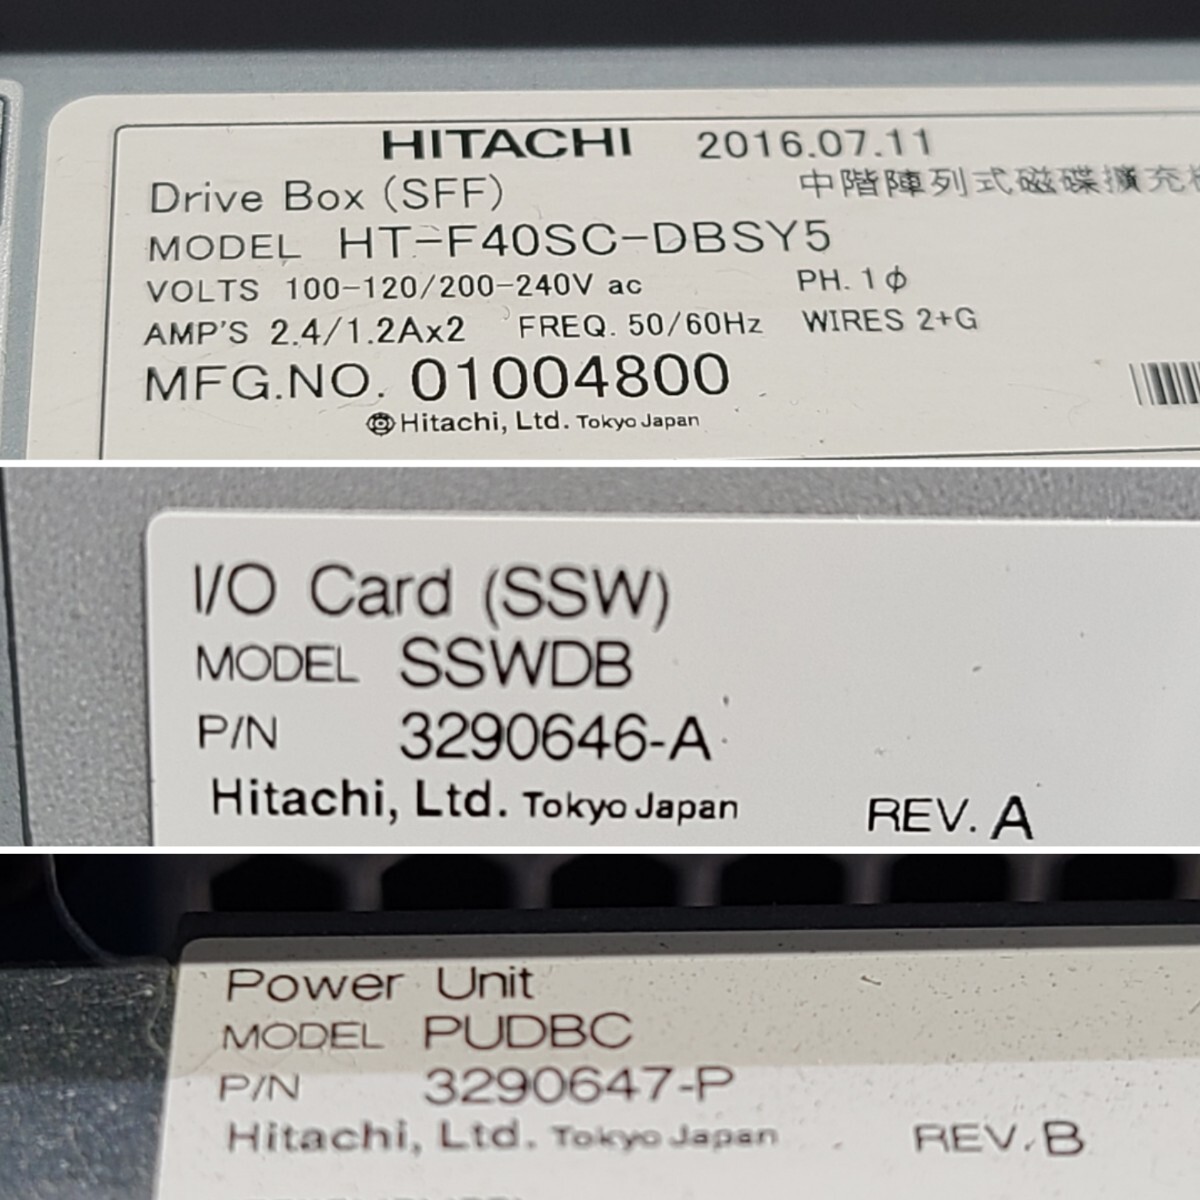 HITACHI 2016.07.11
Drive Box (SFF) 中階陣列式磁碟擴充
MODEL HT-F40SC-DBSY5
VOLTS 100-120/200-240V ac PH. 1φ
AMP'S 2.4/1.2Ax2 FREQ. 50/60Hz WIRES 2+G
MFG.NO. 01004800
Hitachi, Ltd. Tokyo Japan
I/O Card (SSW)
MODEL SSWDB
P/N 3290646-A
Hitachi, Ltd. Tokyo Japan REV. A
Power Unit
MODEL PUDBC
P/N 3290647-P
Hitachi, Ltd. Tokyo Japan REV. B